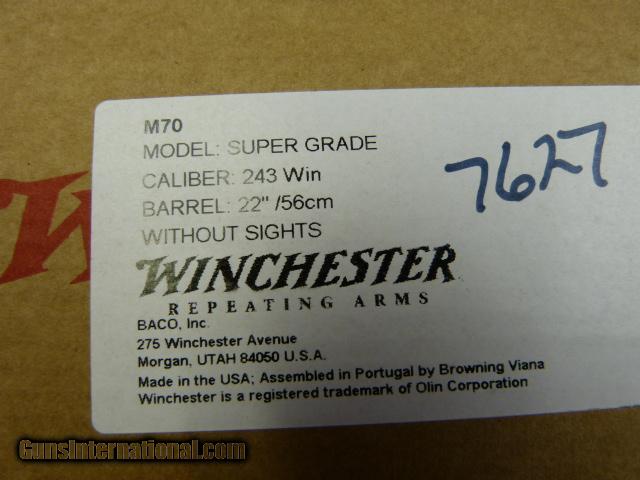 M70
MODEL: SUPER GRADE
CALIBER: 243 Win
BARREL: 22" /56cm
WITHOUT SIGHTS
7627
WINCHESTER
REPEATING ARMS
BACO, Inc.
275 Winchester Avenue
Morgan, UTAH 84050 U.S.A.
Made in the USA; Assembled in Portugal by Browning Viana
Winchester is a registered trademark of Olin Corporation
GunsInternational.com